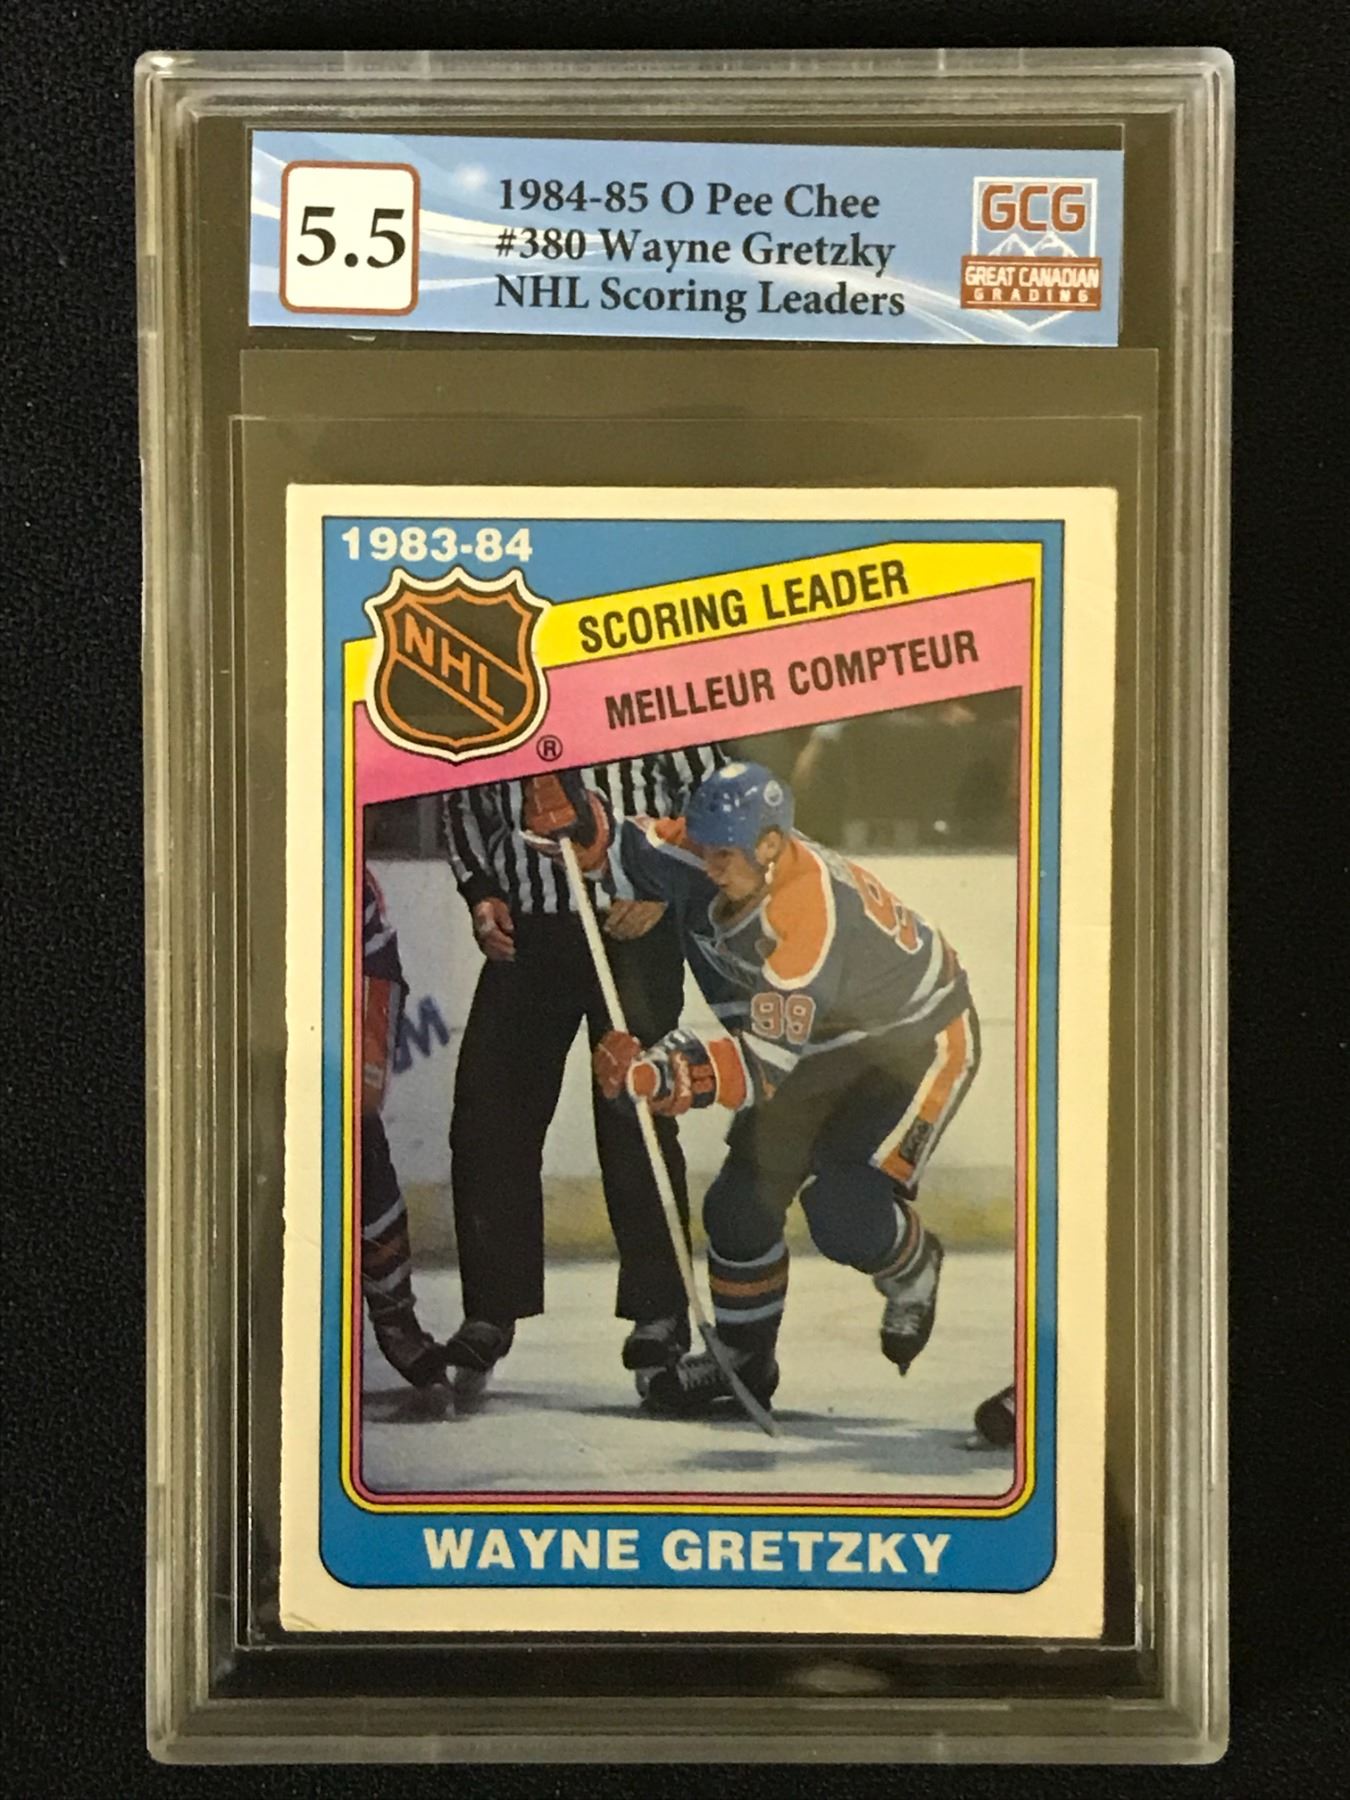 5.5
1984-85 O Pee Chee
#380 Wayne Gretzky
NHL Scoring Leaders
GCG
GREAT CANADIAN
GRADING
1983-84
SCORING LEADER
MEILLEUR COMPTEUR
NHL
®
99
99
M
WAYNE GRETZKY